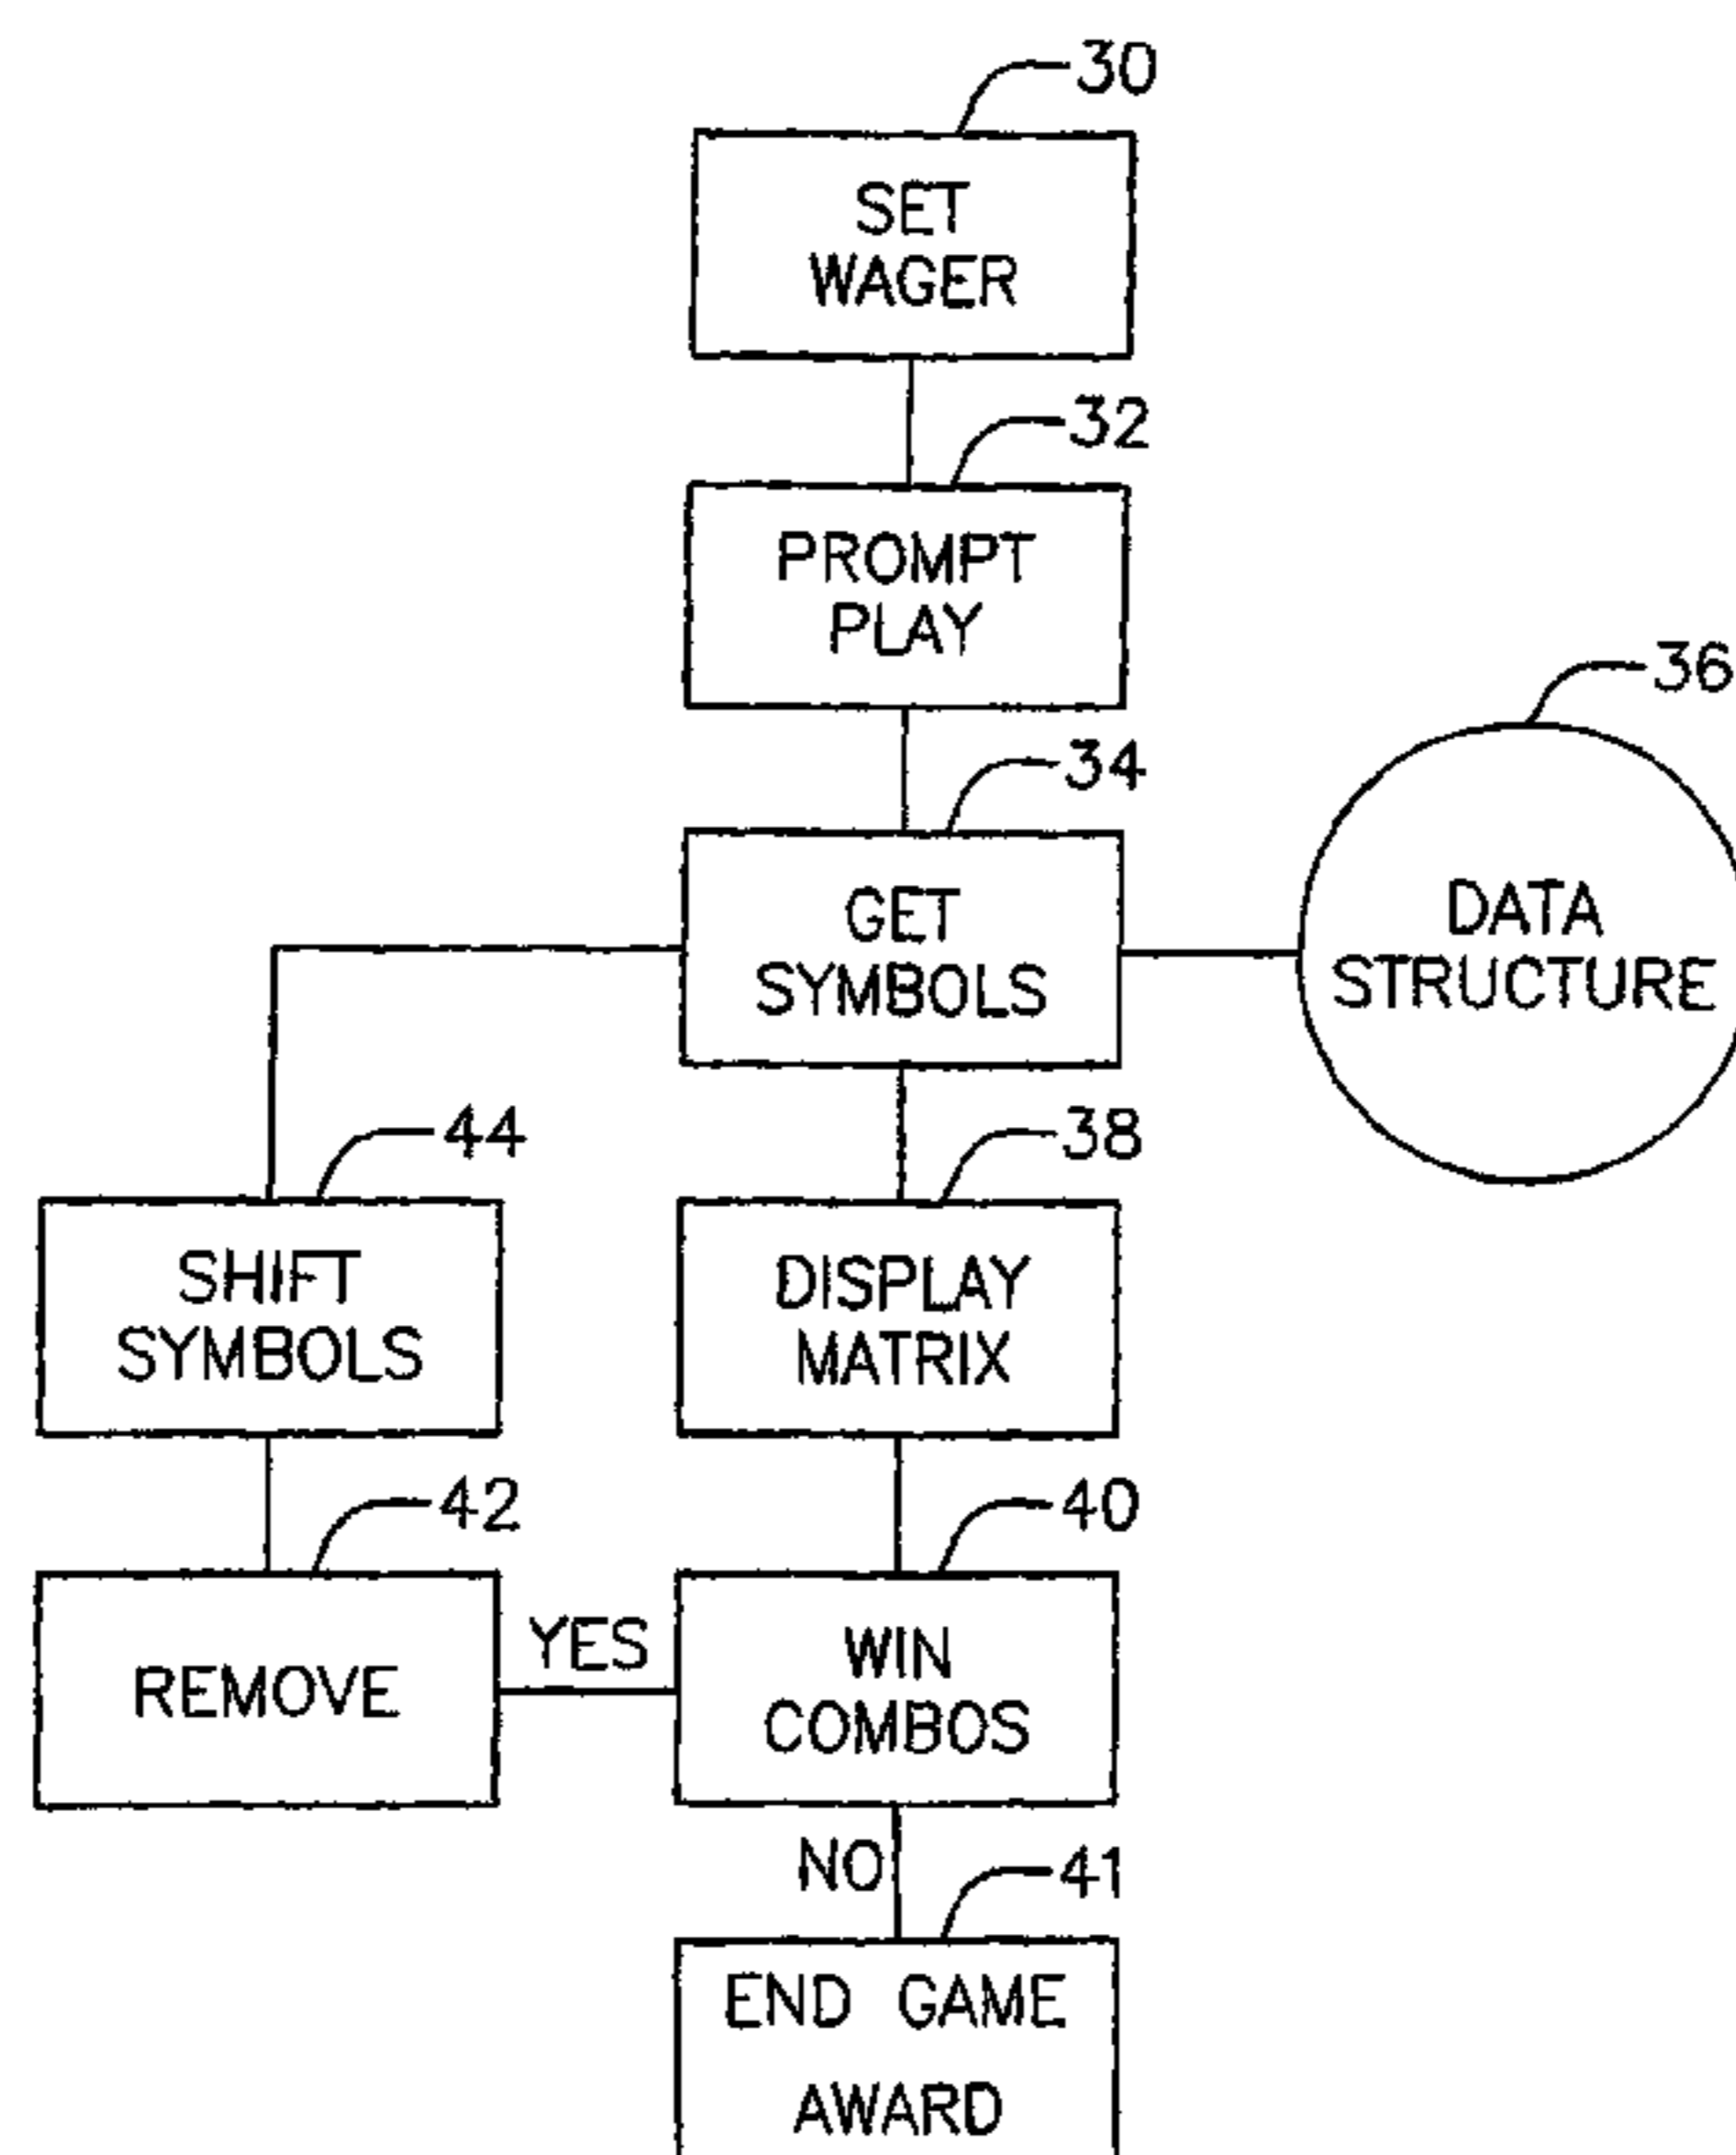 30
SET
WAGER
32
PROMPT
PLAY
36
34
GET
SYMBOLS
DATA
STRUCTURE
44
38
SHIFT
SYMBOLS
DISPLAY
MATRIX
42
40
REMOVE
YES
WIN
COMBOS
NO
41
END GAME
AWARD